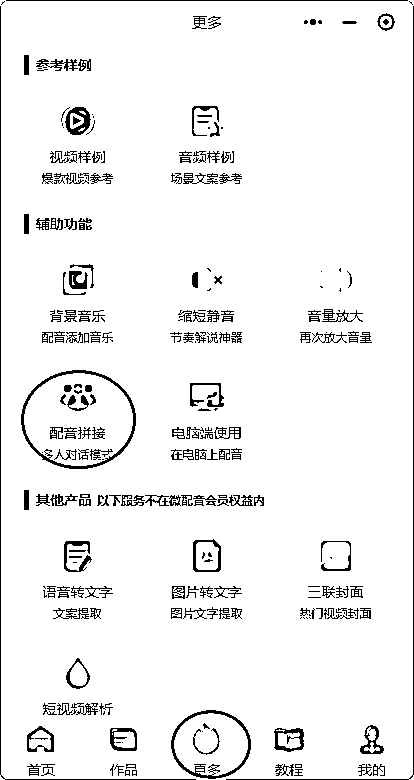 更多
参考样例
视频样例 音频样例
爆款视频参考 场景文案参考
辅助功能
背景音乐 缩短静音 音量放大
配音添加音乐 节奏解说神器 再次放大音量
配音拼接 电脑端使用
多人对话模式 在电脑上配音
其他产品 以下服务不在微配音会员权益内
语音转文字 图片转文字 三联封面
文案提取 图片文字提取 热门视频封面
短视频解析
首页 作品 更多 教程 我的